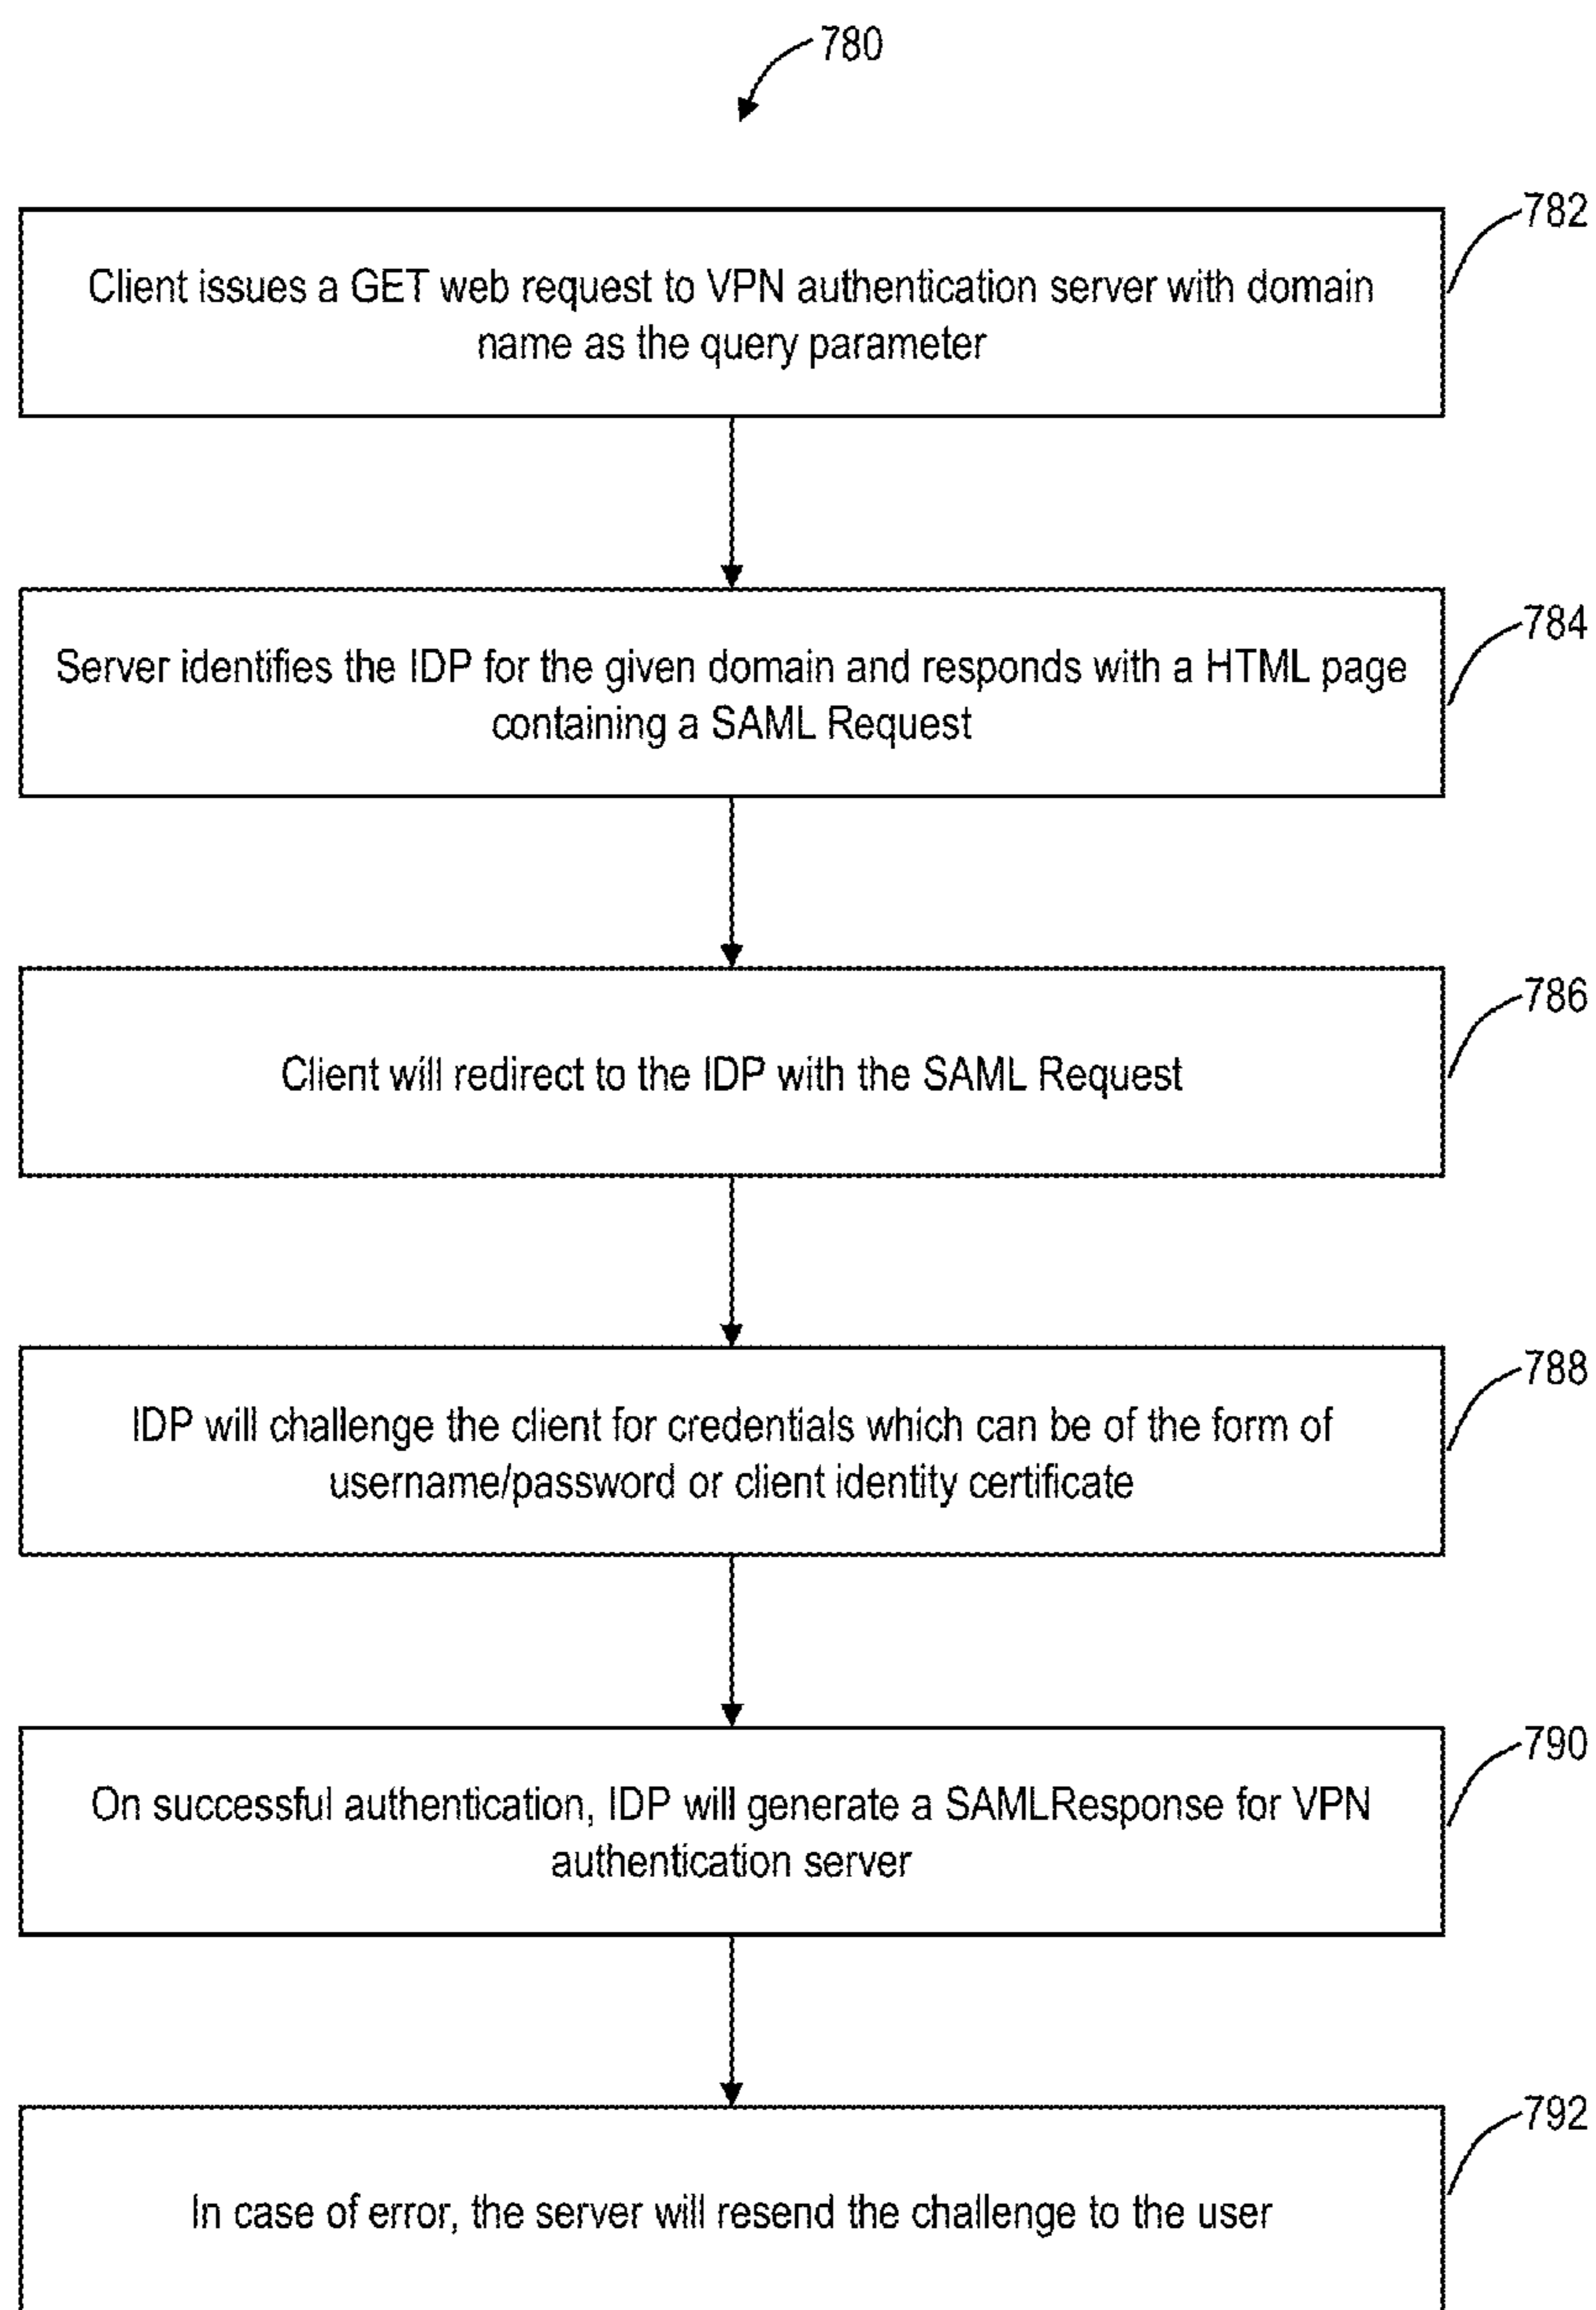 780
782
Client issues a GET web request to VPN authentication server with domain
name as the query parameter
784
Server identifies the IDP for the given domain and responds with a HTML page
containing a SAML Request
786
Client will redirect to the IDP with the SAML Request
788
IDP will challenge the client for credentials which can be of the form of
username/password or client identity certificate
790
On successful authentication, IDP will generate a SAMLResponse for VPN
authentication server
792
In case of error, the server will resend the challenge to the user